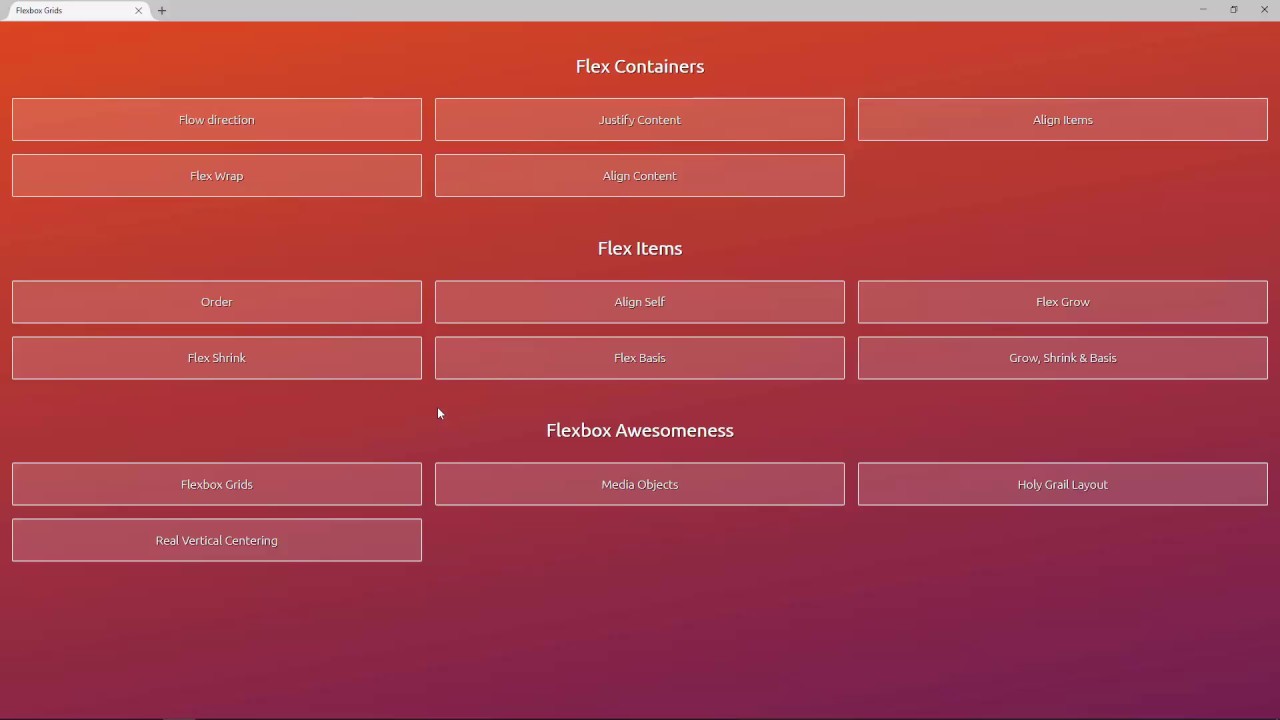 Flexbox Grids
Flex Containers
Flow direction
Justify Content
Align Items
Flex Wrap
Align Content
Flex Items
Order
Align Self
Flex Grow
Flex Shrink
Flex Basis
Grow, Shrink & Basis
Flexbox Awesomeness
Flexbox Grids
Media Objects
Holy Grail Layout
Real Vertical Centering